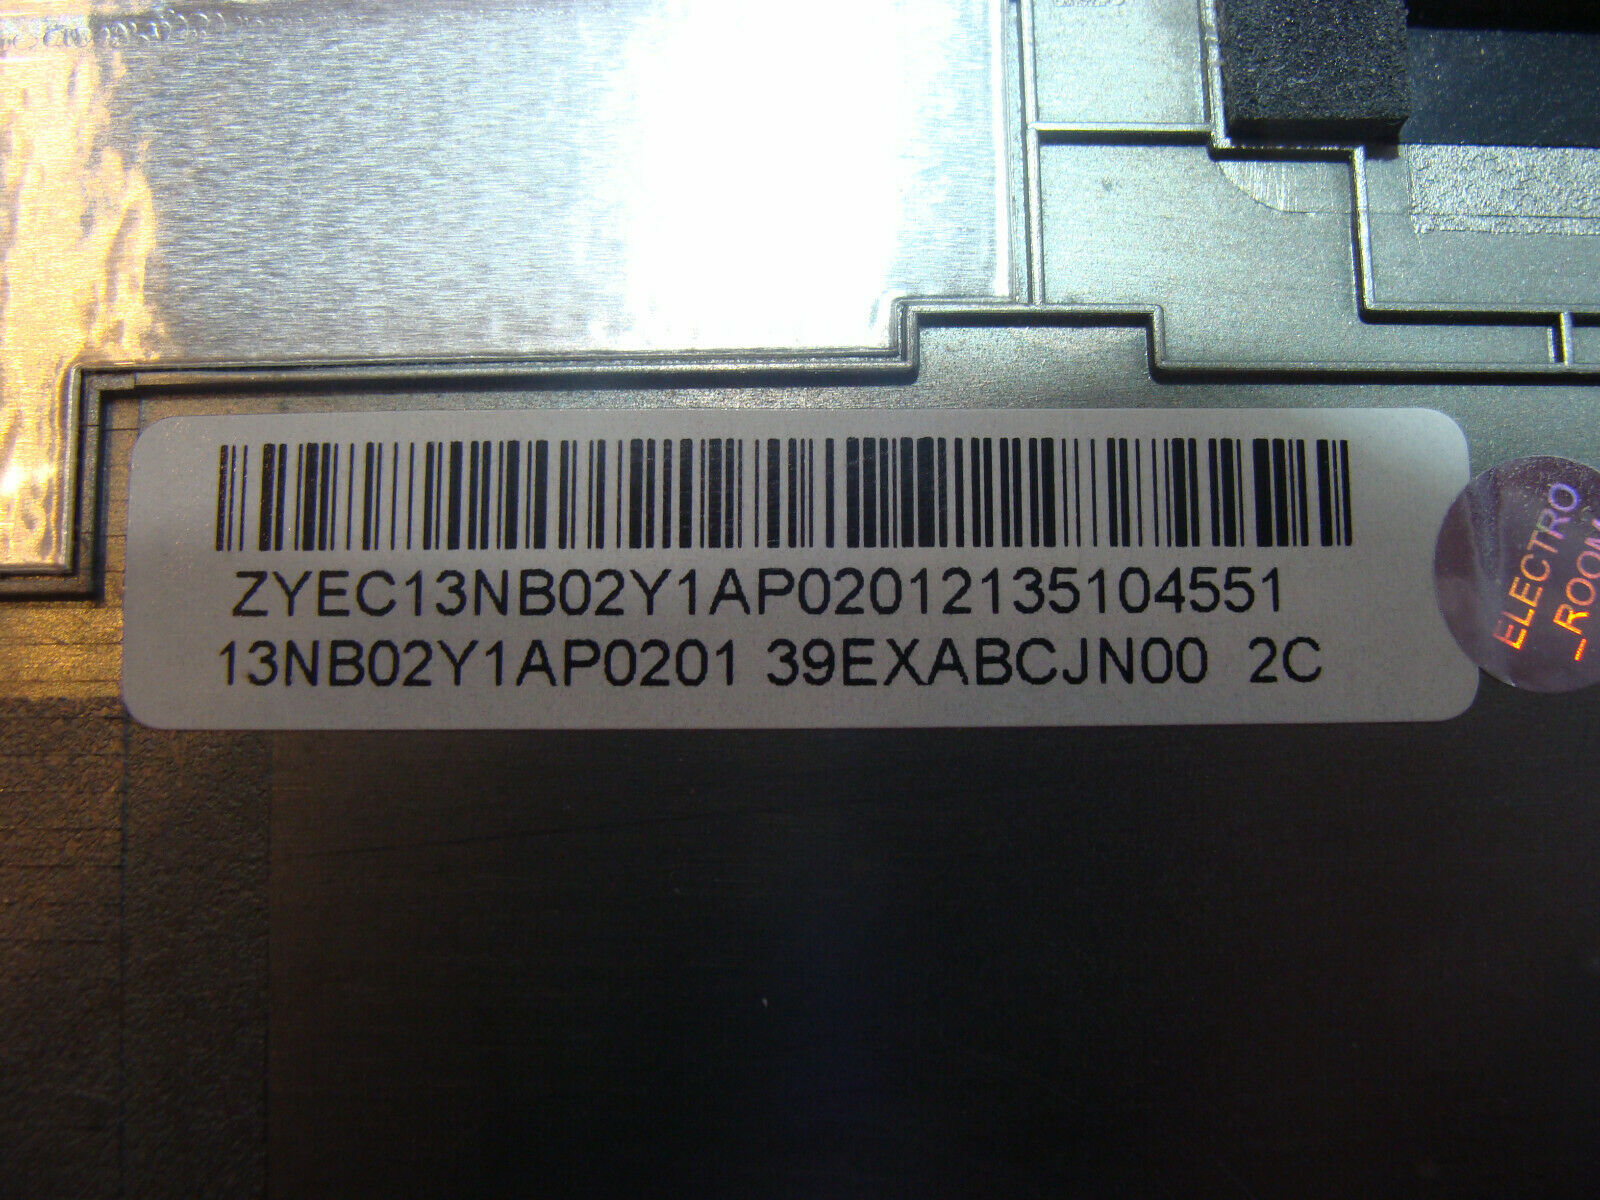 ZYEC13NB02Y1AP02012135104551
13NB02Y1AP0201 39EXABCJN00 2C
ELECTRO
_ROOM